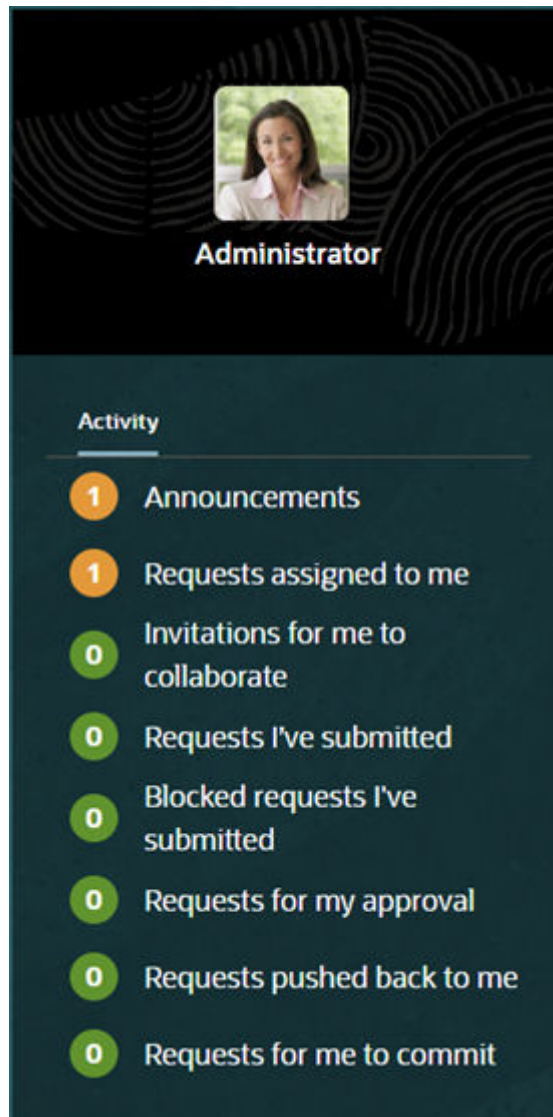 Administrator
Activity
1 Announcements
1 Requests assigned to me
0 Invitations for me to
collaborate
0 Requests I've submitted
0 Blocked requests I've
submitted
0 Requests for my approval
0 Requests pushed back to me
0 Requests for me to commit